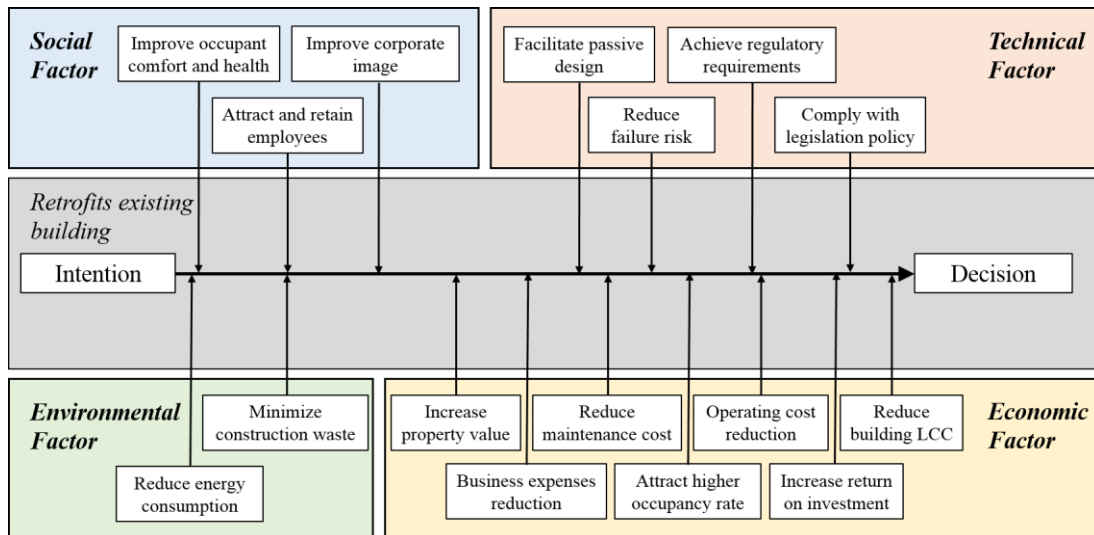 Social
Factor
Improve occupant
comfort and health
Improve corporate
image
Attract and retain
employees
Facilitate passive
design
Achieve regulatory
requirements
Technical
Factor
Reduce
failure risk
Comply with
legislation policy
Retrofits existing
building
Intention
Decision
Environmental
Factor
Minimize
construction waste
Reduce energy
consumption
Increase
property value
Reduce
maintenance cost
Operating cost
reduction
Reduce
building LCC
Economic
Factor
Business expenses
reduction
Attract higher
occupancy rate
Increase return
on investment